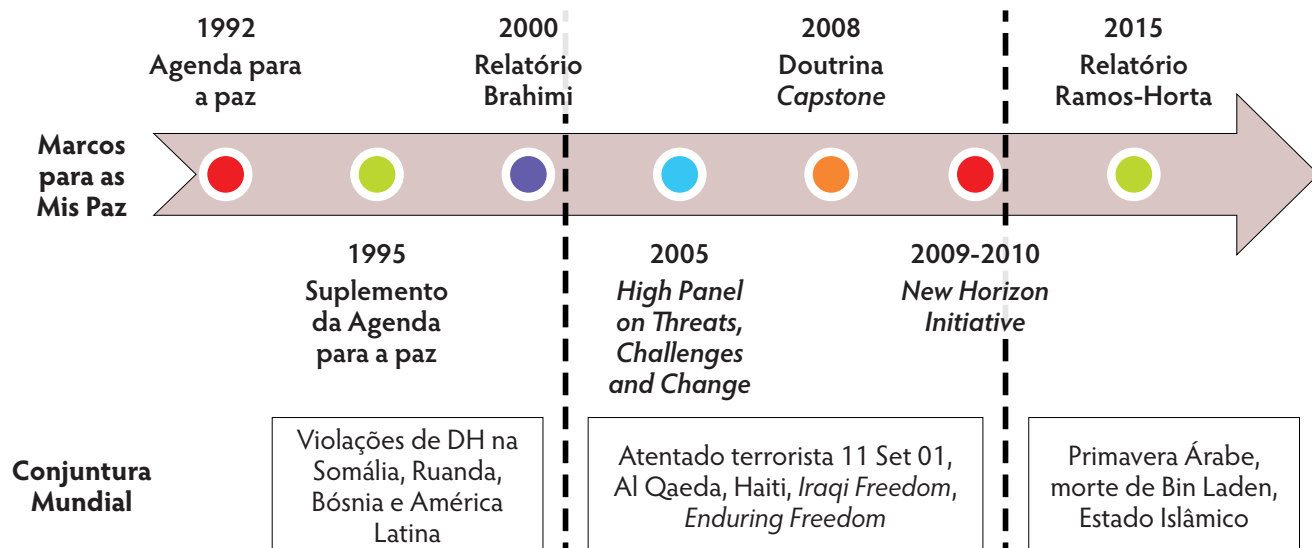 1992
Agenda para
a paz
2000
Relatório
Brahimi
2008
Doutrina
Capstone
2015
Relatório
Ramos-Horta
Marcos
para as
Mis Paz
1995
Suplemento
da Agenda
para a paz
2005
High Panel
on Threats,
Challenges
and Change
2009-2010
New Horizon
Initiative
Conjuntura
Mundial
Violações de DH na
Somália, Ruanda,
Bósnia e América
Latina
Atentado terrorista 11 Set 01,
Al Qaeda, Haiti, Iraqi Freedom,
Enduring Freedom
Primavera Árabe,
morte de Bin Laden,
Estado Islâmico